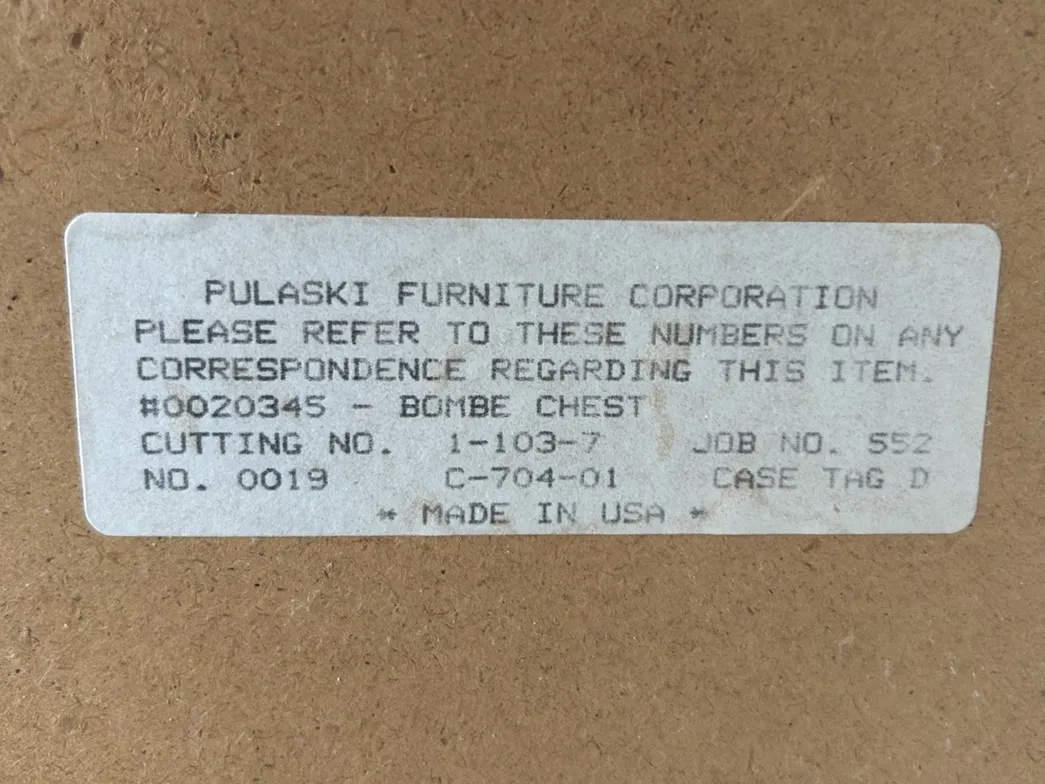 PULASKI FURNITURE CORPORATION
PLEASE REFER TO THESE NUMBERS ON ANY
CORRESPONDENCE REGARDING THIS ITEM.
#0020345 - BOMBE CHEST
CUTTING NO. 1-103-7 JOB NO. 552
NO. 0019 C-704-01 CASE TAG D
* MADE IN USA *